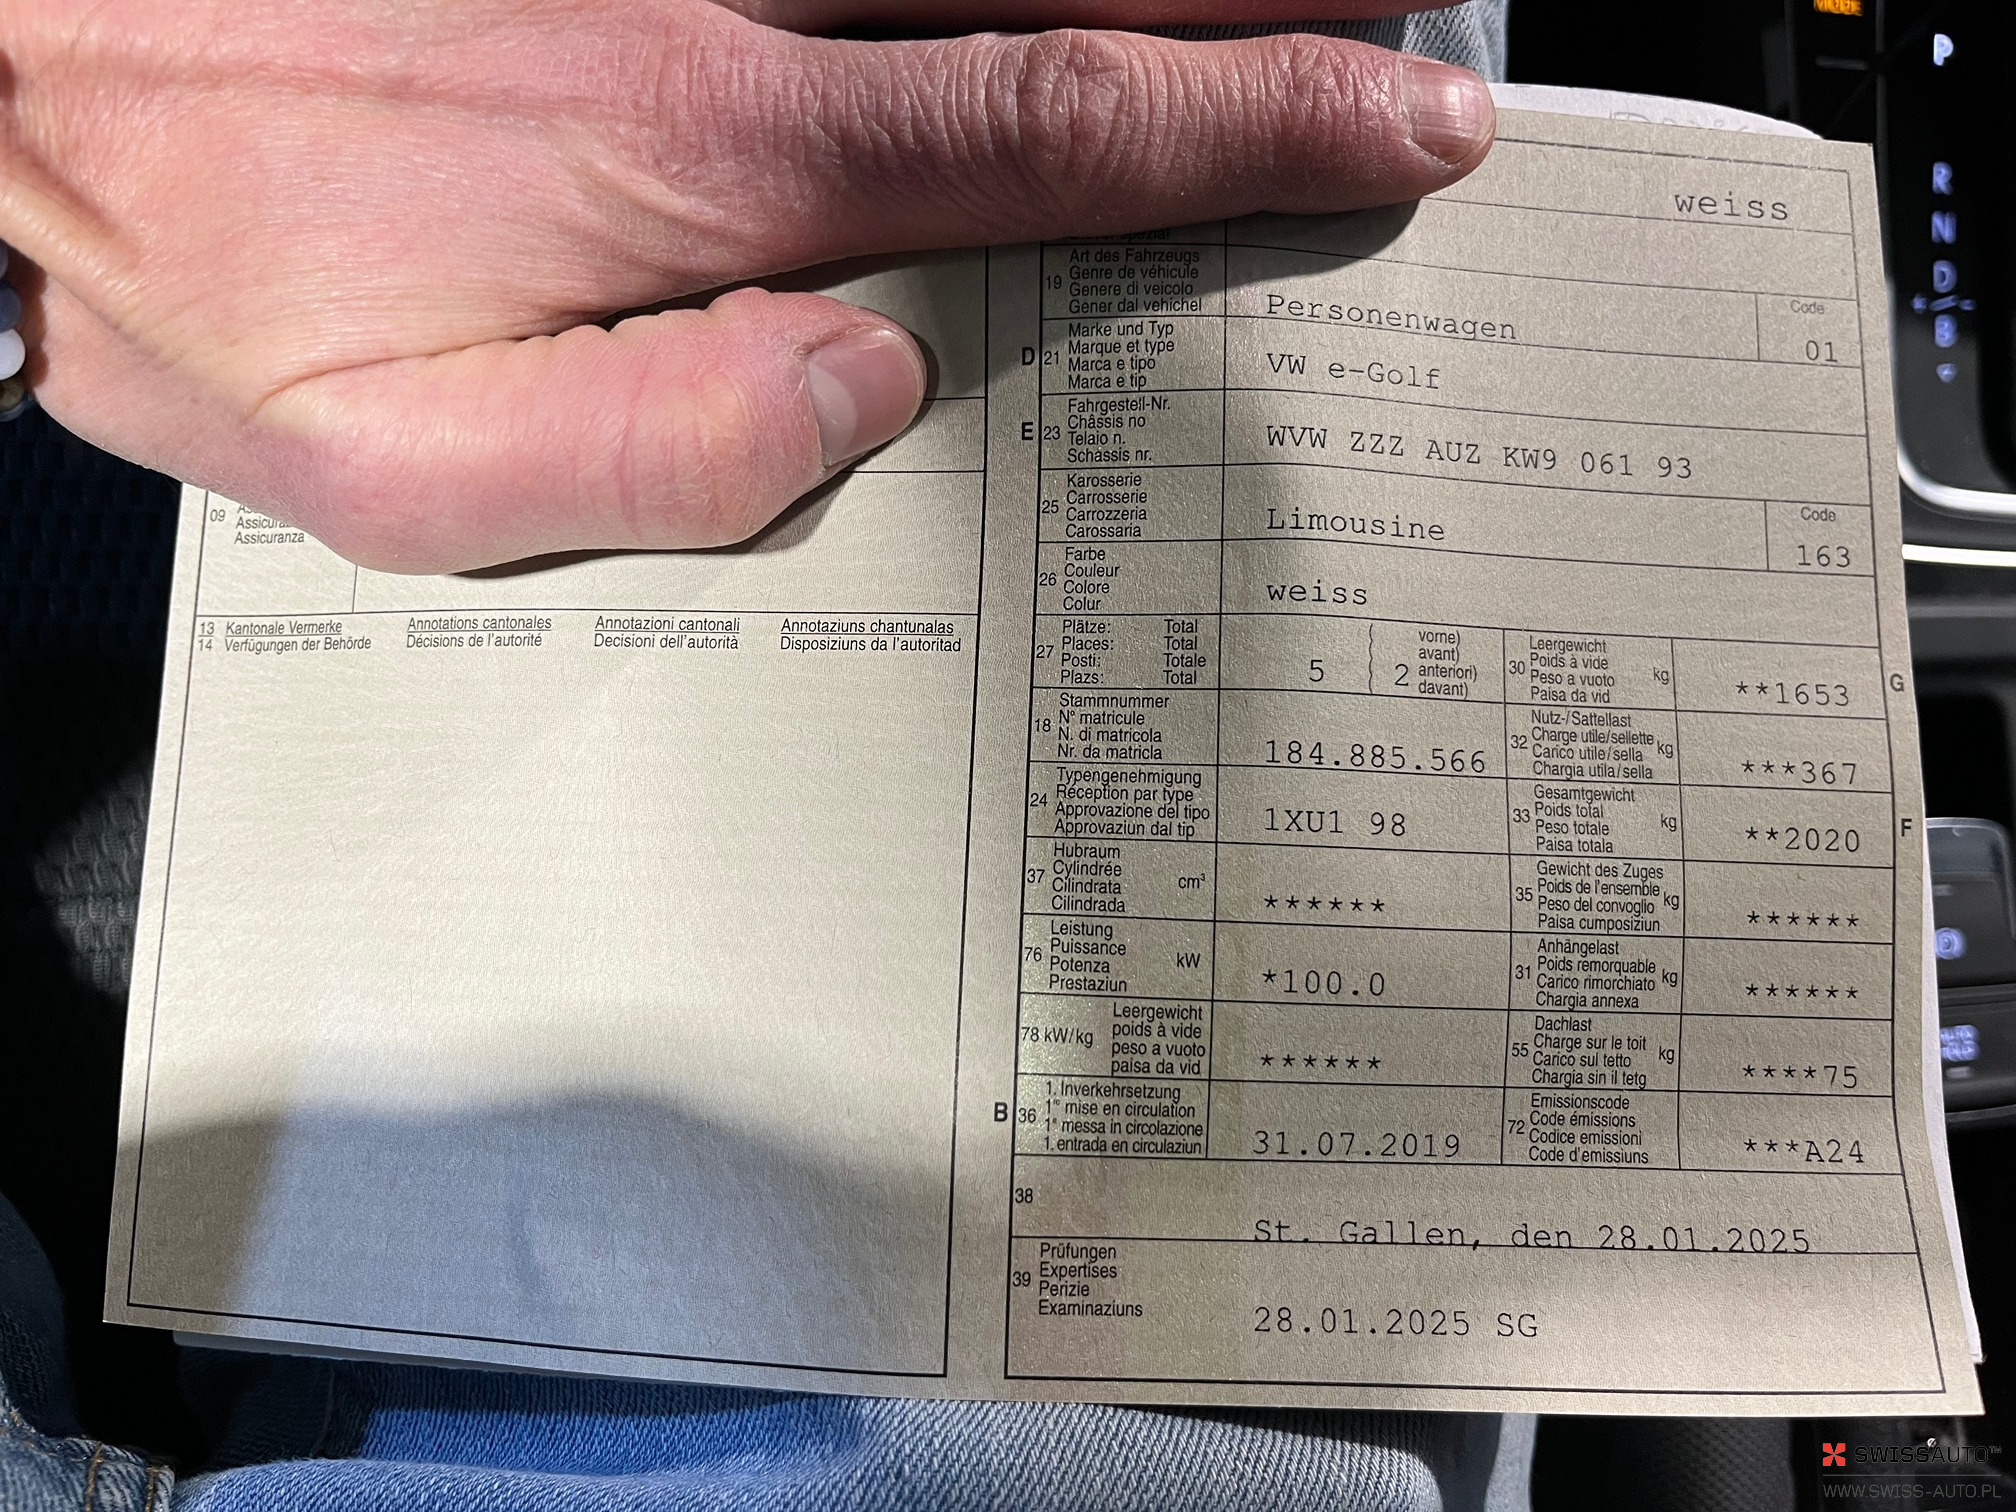 MODE
P
R
N
D
B
weiss
19 Art des Fahrzeugs
Genre de véhicule
Genere di veicolo
Gener dal vehichel
Personenwagen
Code
01
D 21 Marke und Typ
Marque et type
Marca e tipo
Marca e tip
VW e-Golf
E 23 Fahrgestell-Nr.
Châssis no
Telaio n.
Schassis nr.
WVW ZZZ AUZ KW9 061 93
25 Karosserie
Carrosserie
Carrozzeria
Carossaria
Limousine
Code
163
26 Farbe
Couleur
Colore
Colur
weiss
27 Plätze: Total
Places: Total
Posti: Totale
Plazs: Total
5
2
vorne)
avant)
anteriori)
davant)
30 Leergewicht
Poids à vide
Peso a vuoto
Paisa da vid
kg
**1653
G
18 Stammnummer
N° matricule
N. di matricola
Nr. da matricla
184.885.566
32 Nutz-/Sattellast
Charge utile/sellette
Carico utile/sella
Chargia utila/sella
kg
***367
24 Typengenehmigung
Réception par type
Approvazione del tipo
Approvaziun dal tip
1XU1 98
33 Gesamtgewicht
Poids total
Peso totale
Paisa totala
kg
**2020
F
37 Hubraum
Cylindrée
Cilindrata
Cilindrada
cm³
******
35 Gewicht des Zuges
Poids de l'ensemble
Peso del convoglio
Paisa cumposiziun
kg
******
76 Leistung
Puissance
Potenza
Prestaziun
kW
*100.0
31 Anhängelast
Poids remorquable
Carico rimorchiato
Chargia annexa
kg
******
78 kW/kg
Leergewicht
poids à vide
peso a vuoto
paisa da vid
******
55 Dachlast
Charge sur le toit
Carico sul tetto
Chargia sin il tetg
kg
****75
B 36 1. Inverkehrsetzung
1re mise en circulation
1a messa in circolazione
1. entrada en circulaziun
31.07.2019
72 Emissionscode
Code émissions
Codice emissioni
Code d'emissiuns
***A24
38
St. Gallen, den 28.01.2025
39 Prüfungen
Expertises
Perizie
Examinaziuns
28.01.2025 SG
09
Assicuranza
13 Kantonale Vermerke
14 Verfügungen der Behörde
Annotations cantonales
Décisions de l'autorité
Annotazioni cantonali
Decisioni dell'autorità
Annotaziuns chantunalas
Disposiziuns da l'autoritad
SWISSAUTO™
WWW.SWISS-AUTO.PL